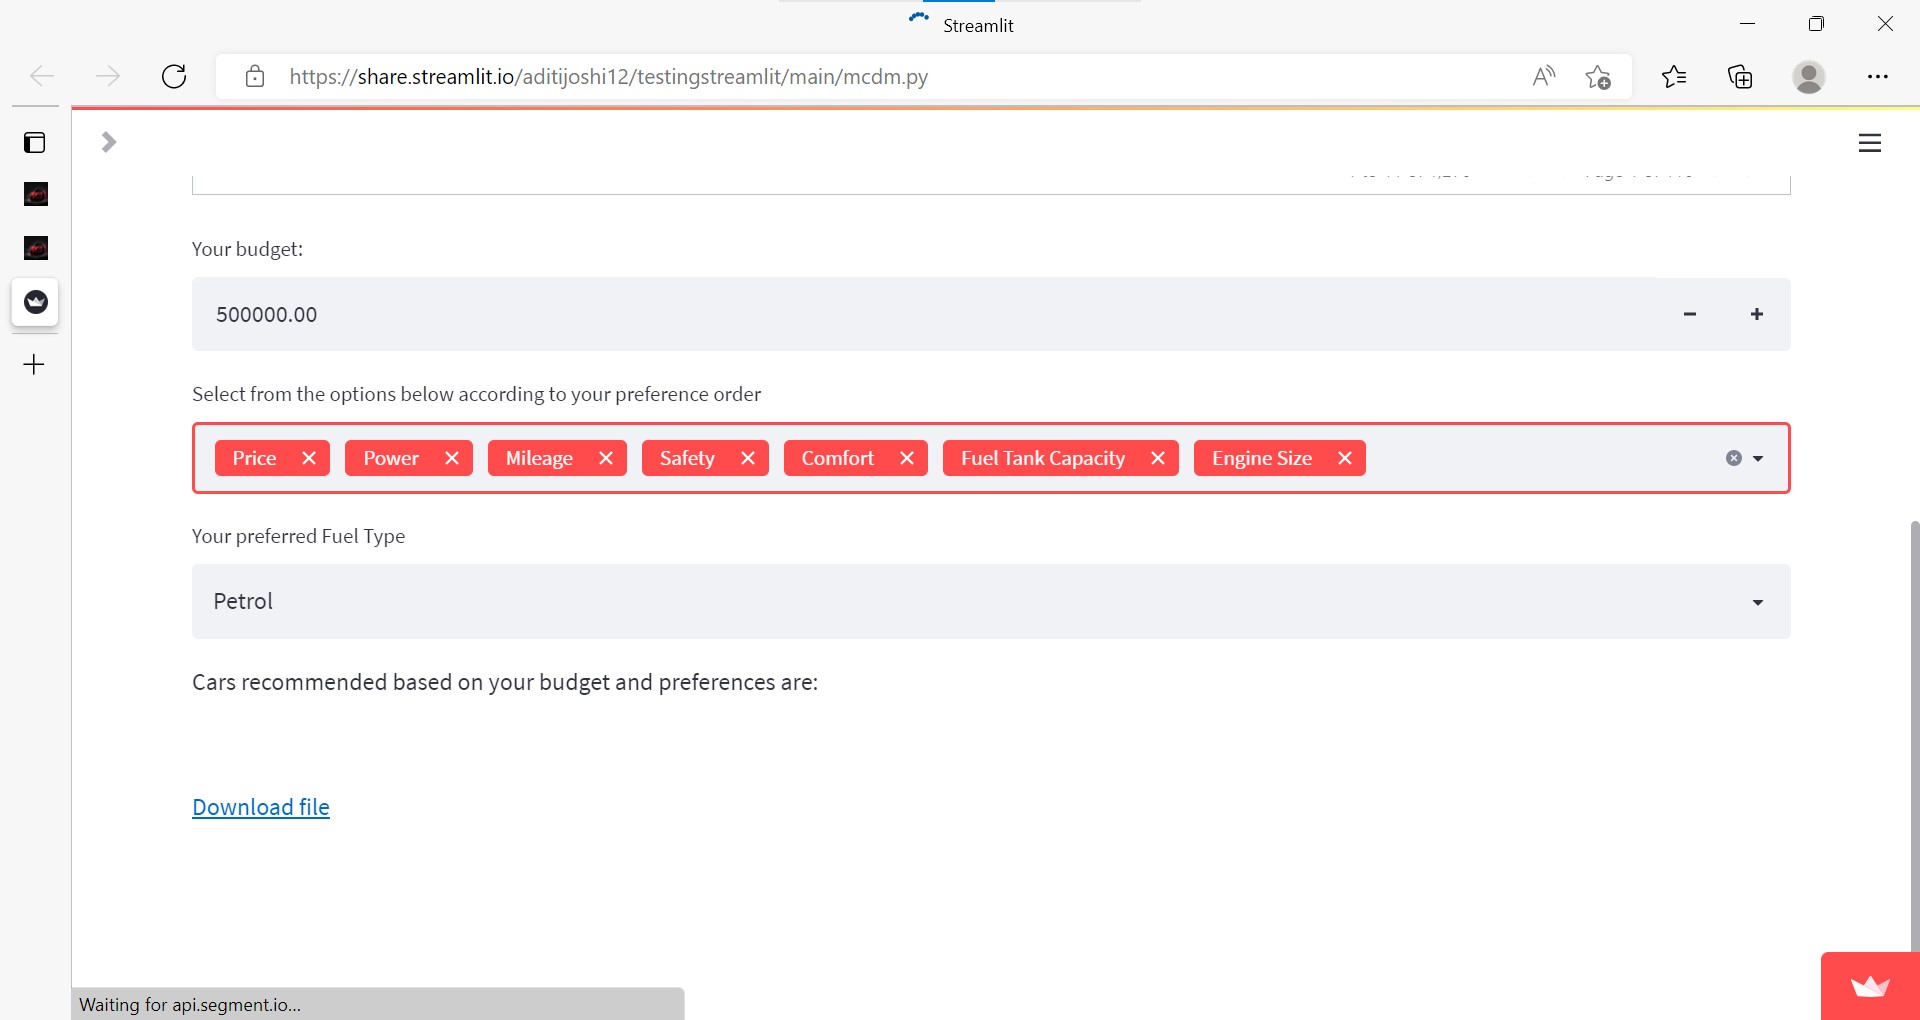 Streamlit
https://share.streamlit.io/aditijoshi12/testingstreamlit/main/mcdm.py
Your budget:
500000.00
Select from the options below according to your preference order
Price Power Mileage Safety Comfort Fuel Tank Capacity Engine Size
Your preferred Fuel Type
Petrol
Cars recommended based on your budget and preferences are:
Download file
Waiting for api.segment.io...